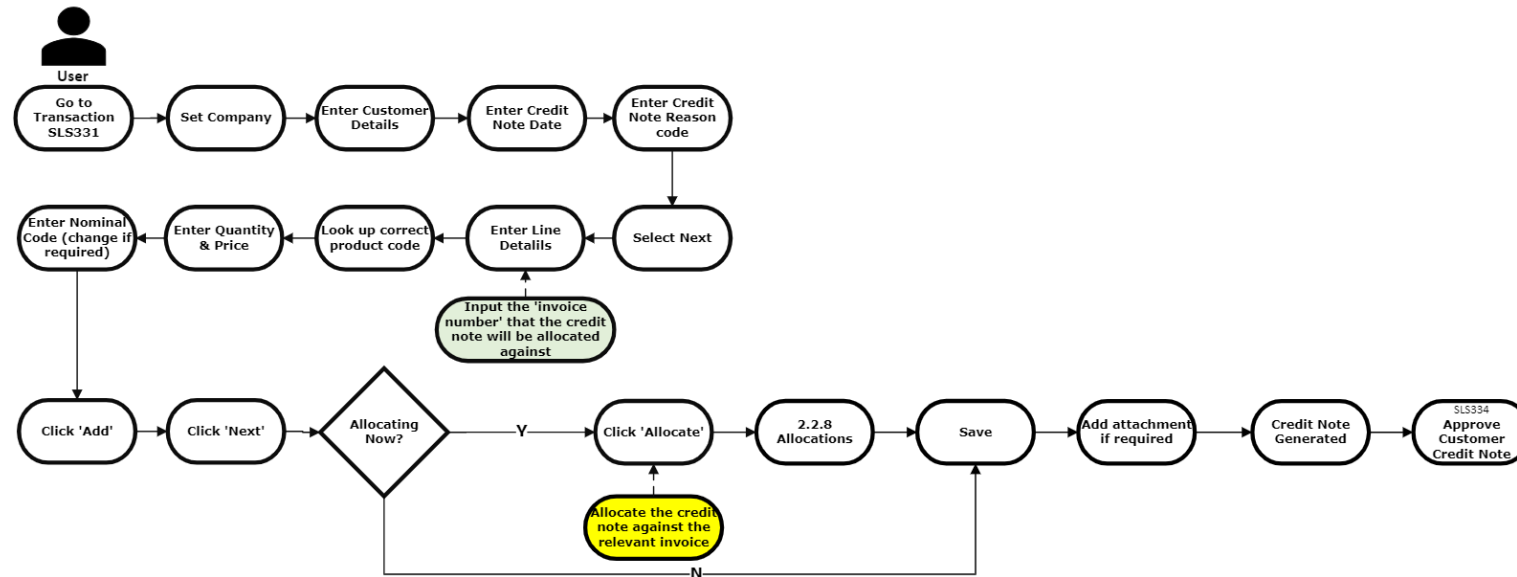 User
Go to
Transaction
SLS331
Set Company
Enter Customer
Details
Enter Credit
Note Date
Enter Credit
Note Reason
code
Select Next
Enter Line
Detalils
Look up correct
product code
Enter Quantity
& Price
Enter Nominal
Code (change if
required)
Input the 'invoice
number' that the credit
note will be allocated
against
Click 'Add'
Click 'Next'
Allocating
Now?
Y
Click 'Allocate'
2.2.8
Allocations
Save
Add attachment
if required
Credit Note
Generated
SLS334
Approve
Customer
Credit Note
Allocate the credit
note against the
relevant invoice
N